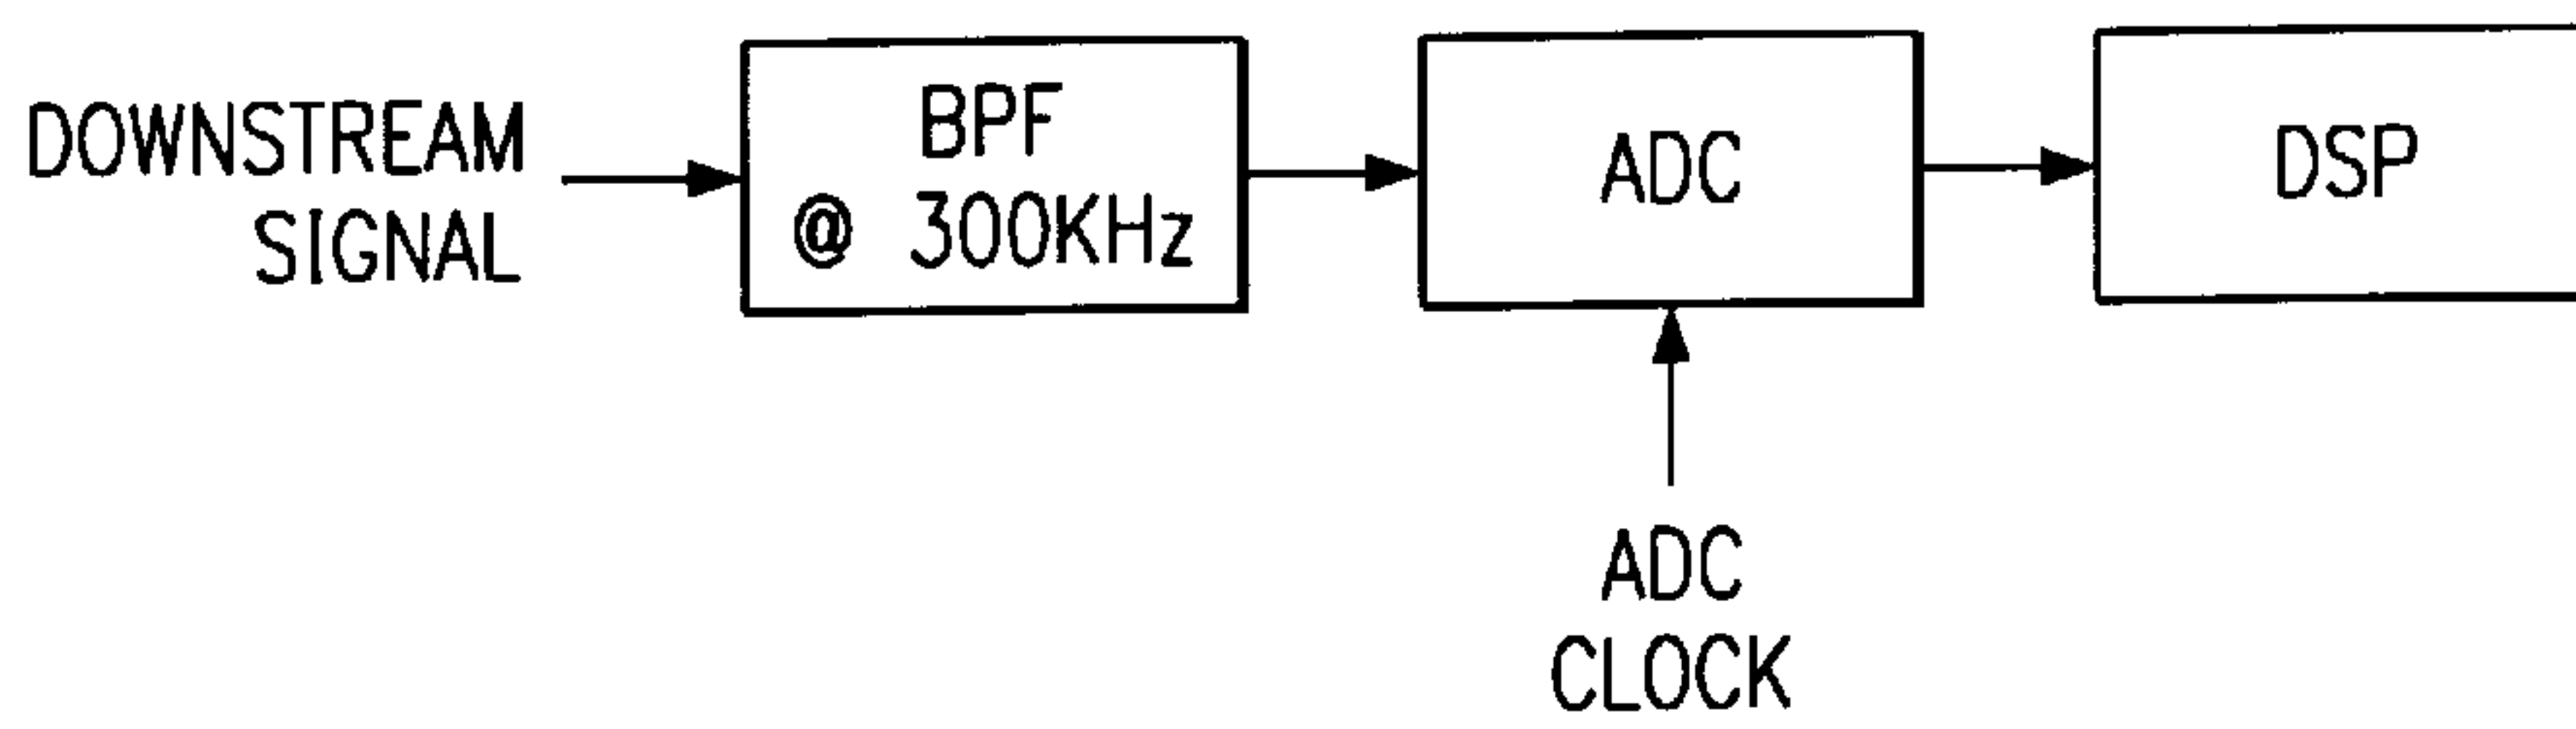 DOWNSTREAM
SIGNAL
BPF
@ 300KHz
ADC
DSP
ADC
CLOCK